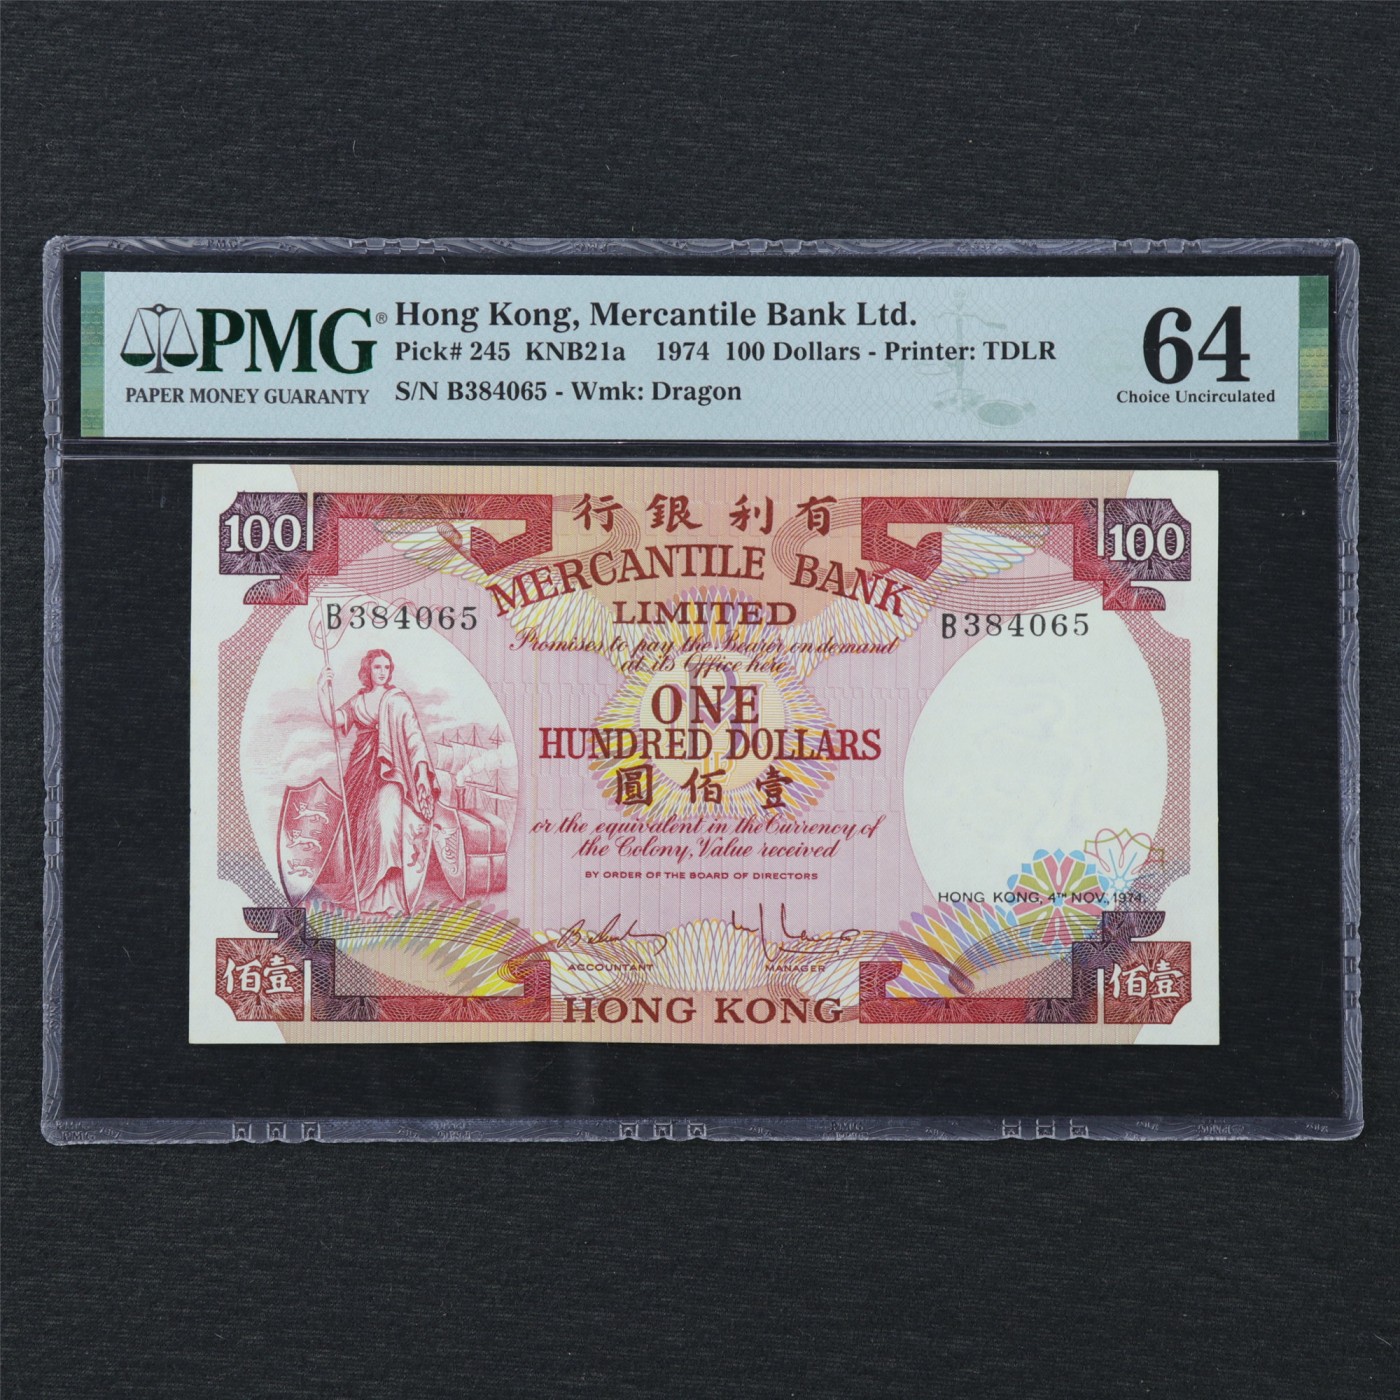 PMG®
PAPER MONEY GUARANTY
Hong Kong, Mercantile Bank Ltd.
Pick# 245 KNB21a 1974 100 Dollars - Printer: TDLR
S/N B384065 - Wmk: Dragon
64
Choice Uncirculated
100
行銀利有
100
MERCANTILE BANK
LIMITED
B384065
B384065
Promises to pay the Bearer on demand
at its Office here
ONE
HUNDRED DOLLARS
圓佰壹
or the equivalent in the Currency of
the Colony, Value received
BY ORDER OF THE BOARD OF DIRECTORS
HONG KONG, 4TH NOV, 1974.
ACCOUNTANT
MANAGER
佰壹
HONG KONG
佰壹